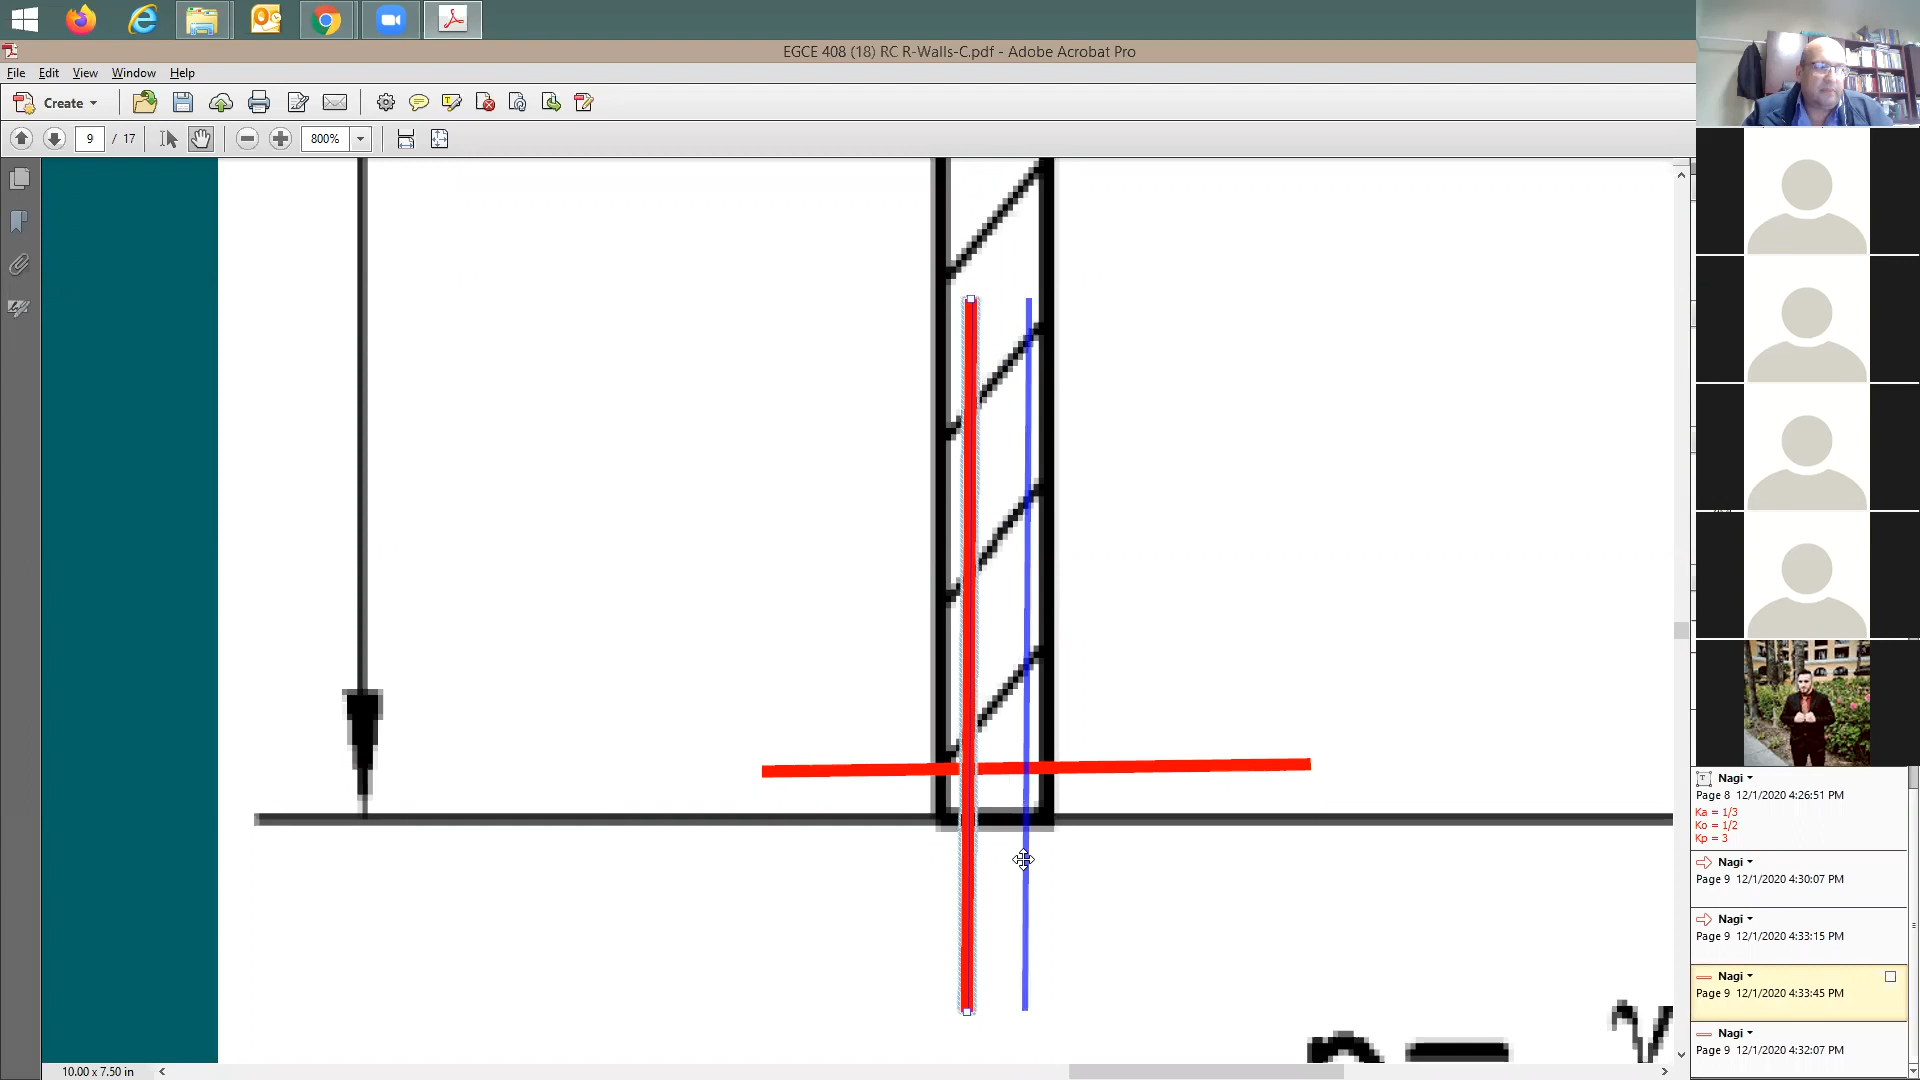 EGCE 408 (18) RC R-Walls-C.pdf - Adobe Acrobat Pro
File Edit View Window Help
Create
9 / 17 800%
Nagi
Page 8 12/1/2020 4:26:51 PM
Ka = 1/3
Ko = 1/2
Kp = 3
Nagi
Page 9 12/1/2020 4:30:07 PM
Nagi
Page 9 12/1/2020 4:33:15 PM
Nagi
Page 9 12/1/2020 4:33:45 PM
Nagi
Page 9 12/1/2020 4:32:07 PM
10.00 x 7.50 in